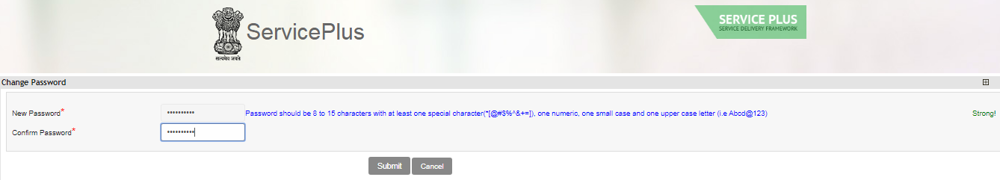 SERVICE PLUS
SERVICE DELIVERY FRAMEWORK
ServicePlus
सत्यमेव जयते
Change Password
New Password* •••••••••• Password should be 8 to 15 characters with at least one special character(*[@#$%^&+=]), one numeric, one small case and one upper case letter (i.e Abcd@123) Strong!
Confirm Password* ••••••••••
Submit Cancel